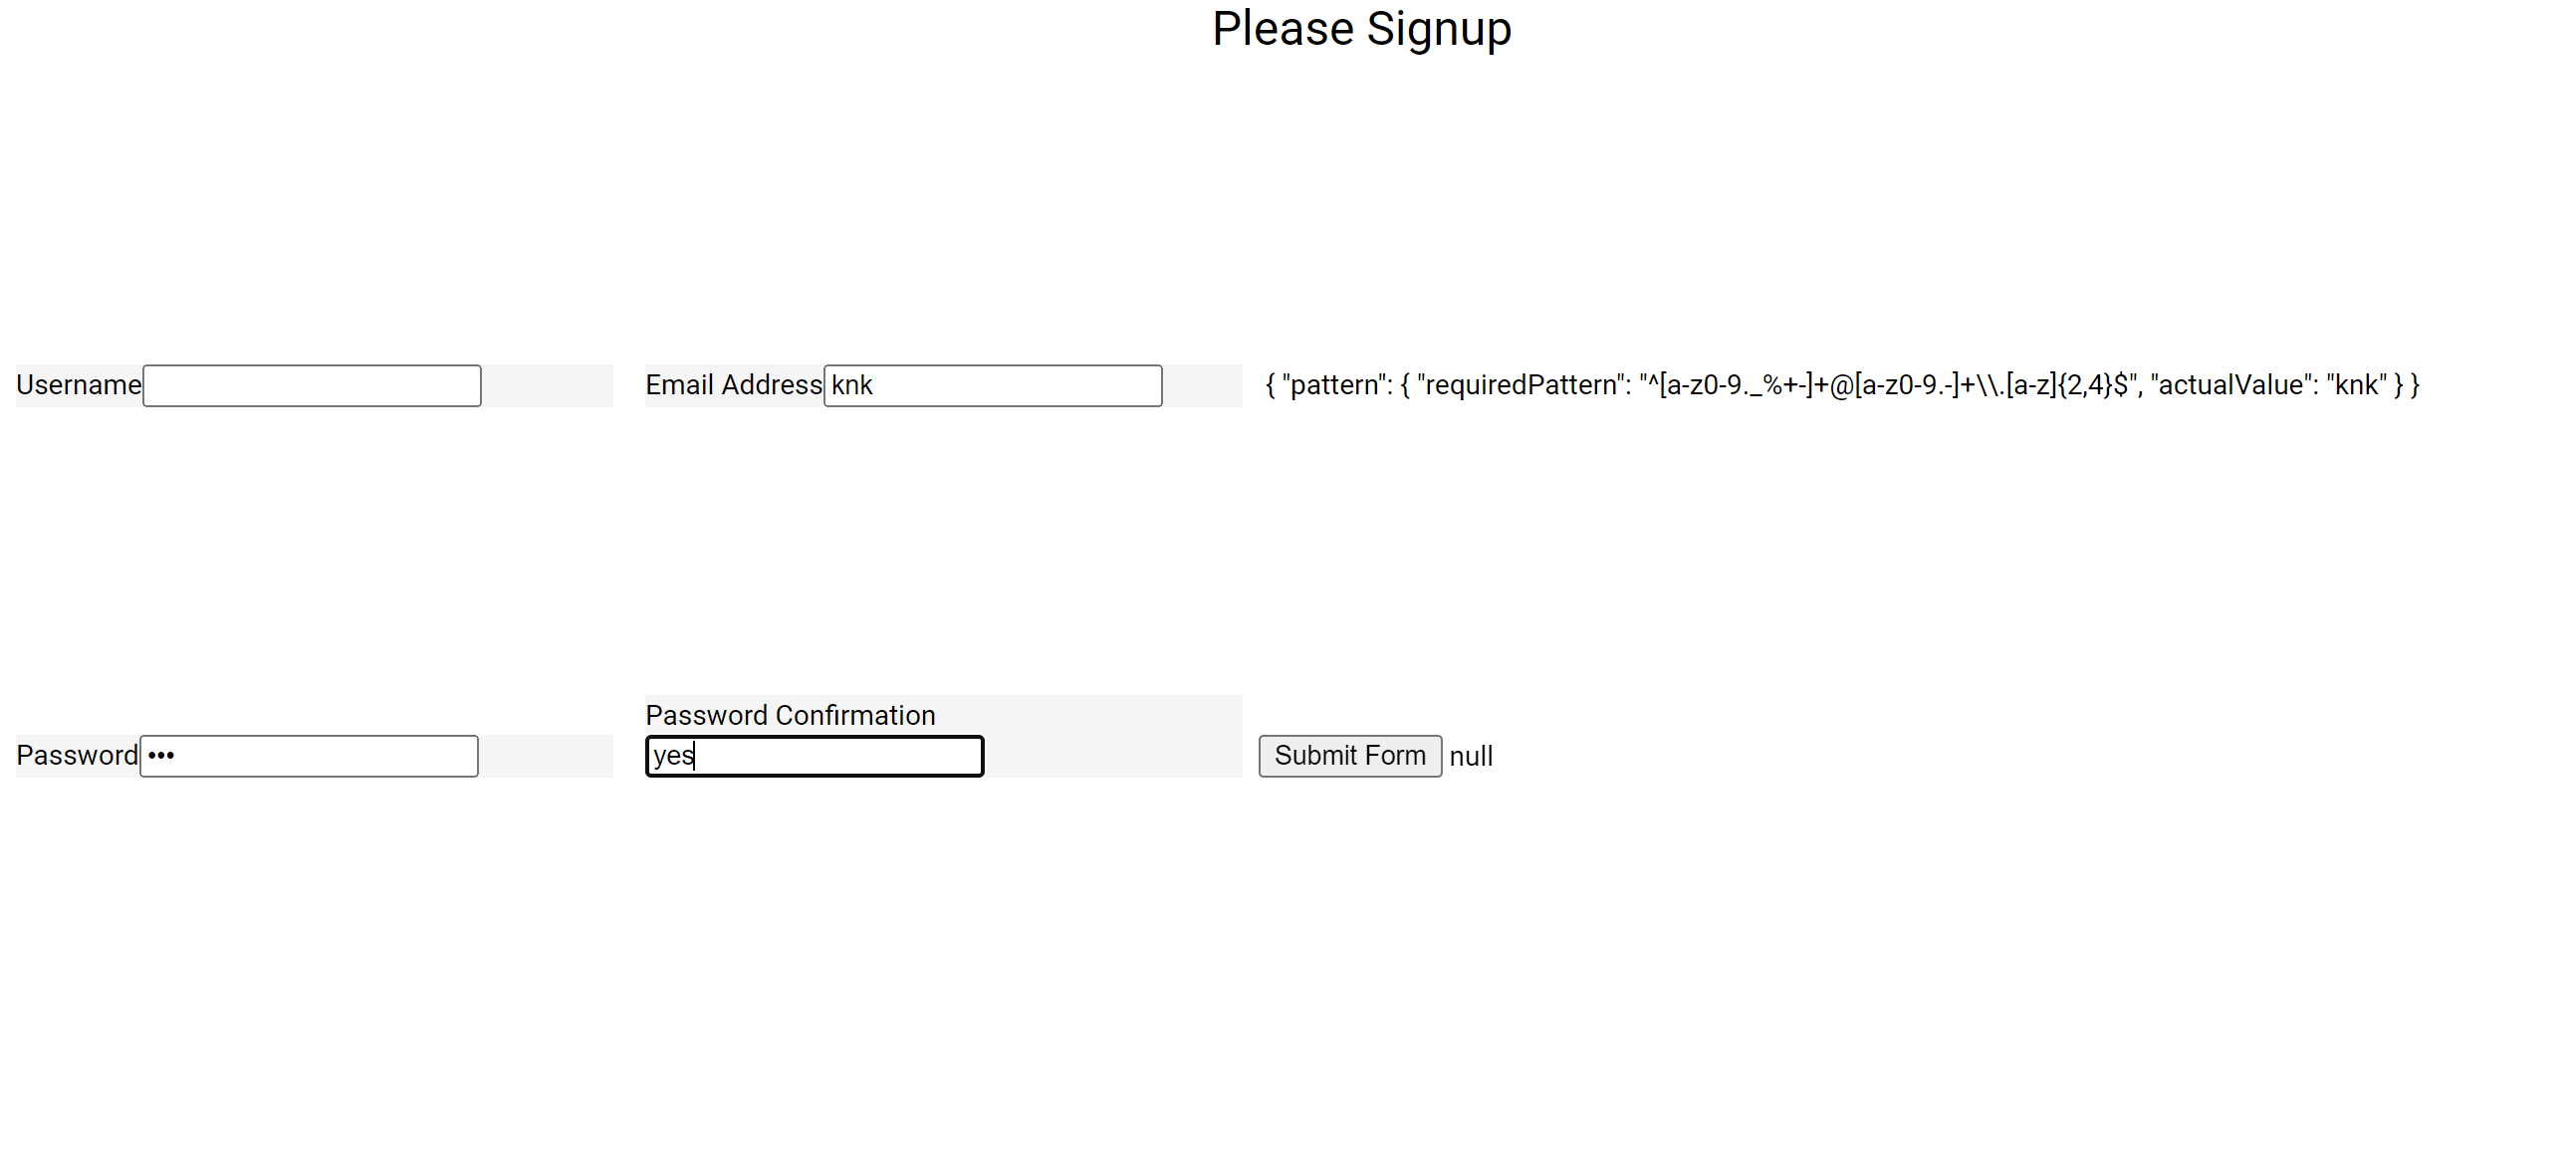 Please Signup
Username
Email Address knk { "pattern": { "requiredPattern": "^[a-z0-9._%+-]+@[a-z0-9.-]+\\.[a-z]{2,4}$", "actualValue": "knk" } }
Password Confirmation
Password ••• yes Submit Form null